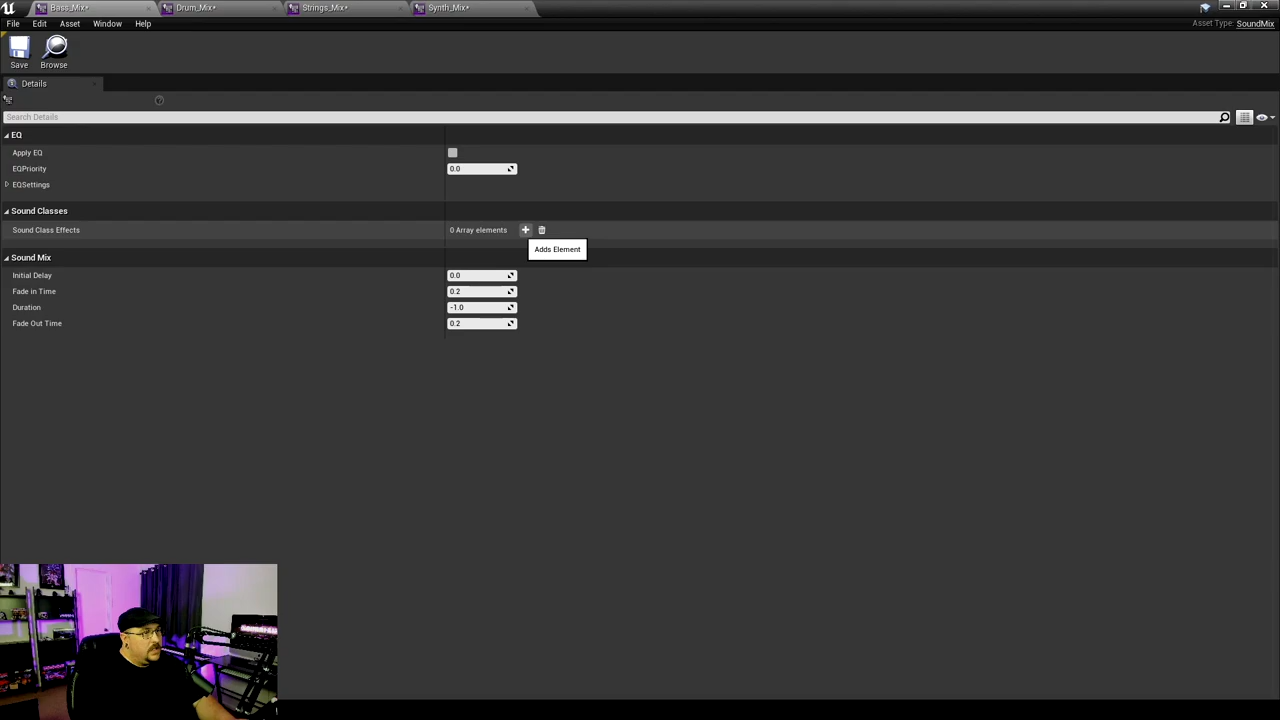 Bass_Mix*
Drum_Mix*
Strings_Mix*
Synth_Mix*
File Edit Asset Window Help
Asset Type: SoundMix
Save
Browse
Details
Search Details
EQ
Apply EQ
EQPriority 0.0
EQSettings
Sound Classes
Sound Class Effects 0 Array elements
Adds Element
Sound Mix
Initial Delay 0.0
Fade in Time 0.2
Duration -1.0
Fade Out Time 0.2